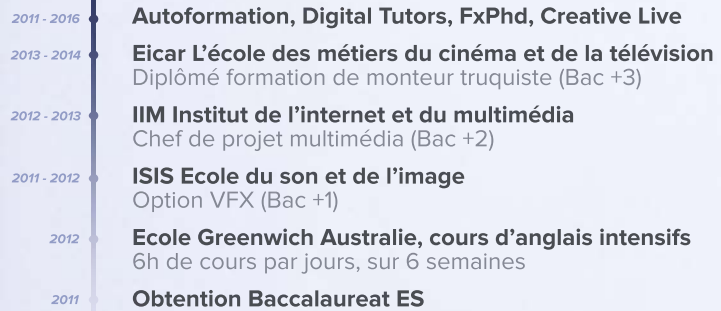 2011 - 2016 Autoformation, Digital Tutors, FxPhd, Creative Live
2013 - 2014 Eicar L'école des métiers du cinéma et de la télévision
Diplômé formation de monteur truquiste (Bac +3)
2012 - 2013 IIM Institut de l'internet et du multimédia
Chef de projet multimédia (Bac +2)
2011 - 2012 ISIS Ecole du son et de l'image
Option VFX (Bac +1)
2012 Ecole Greenwich Australie, cours d'anglais intensifs
6h de cours par jours, sur 6 semaines
2011 Obtention Baccalaureat ES